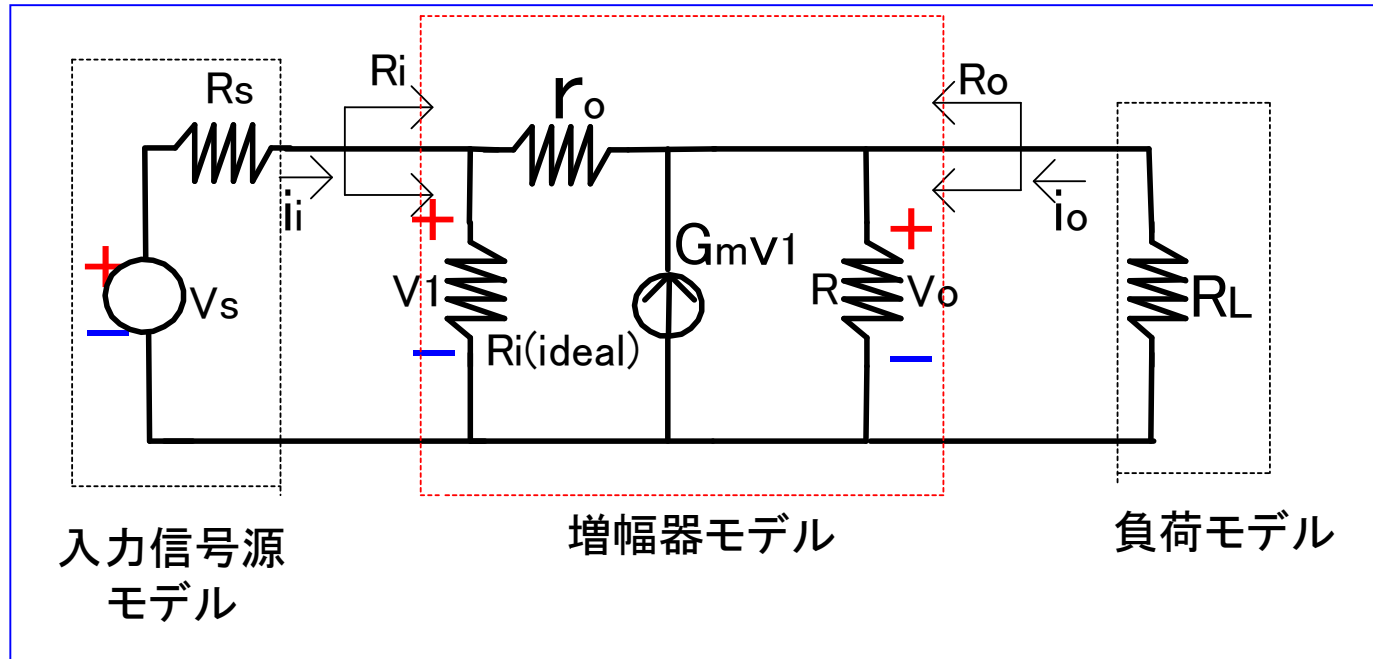 Rs
Ri
ro
Ro
ii
io
+
+
+
Vs
V1
Ri(ideal)
GmV1
R
Vo
RL
−
−
−
入力信号源
モデル
増幅器モデル
負荷モデル